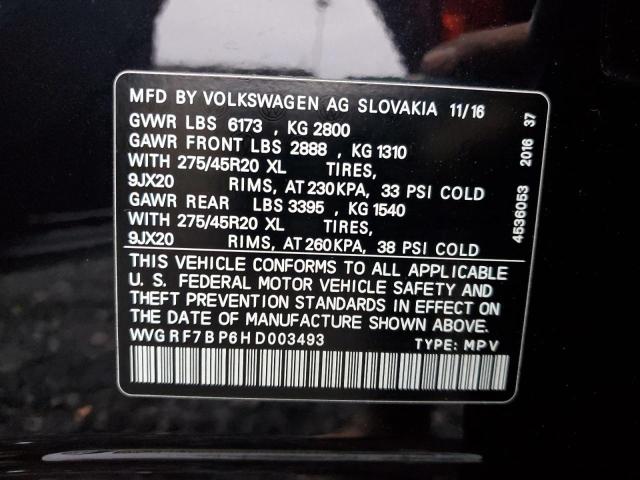 MFD BY VOLKSWAGEN AG SLOVAKIA 11/16
GVWR LBS 6173 , KG 2800
GAWR FRONT LBS 2888 , KG 1310
WITH 275/45R20 XL TIRES,
9JX20 RIMS, AT 230KPA, 33 PSI COLD
GAWR REAR LBS 3395 , KG 1540
WITH 275/45R20 XL TIRES,
9JX20 RIMS, AT 260KPA, 38 PSI COLD
THIS VEHICLE CONFORMS TO ALL APPLICABLE
U. S. FEDERAL MOTOR VEHICLE SAFETY AND
THEFT PREVENTION STANDARDS IN EFFECT ON
THE DATE OF MANUFACTURE SHOWN ABOVE.
WVGRF7BP6HD003493 TYPE: MPV
4536053 2016 37